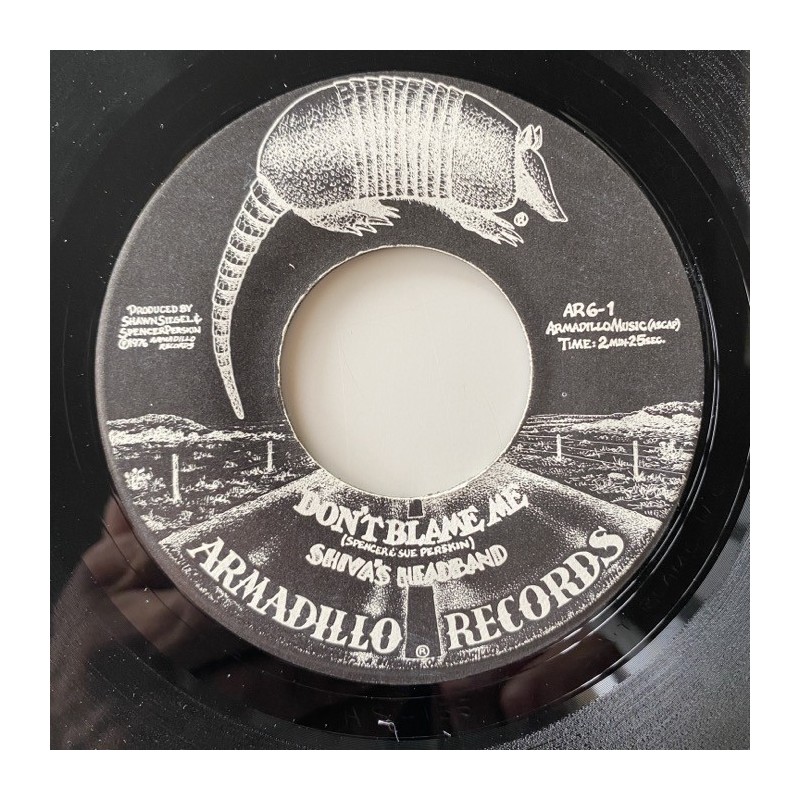 ®
PRODUCED BY
SHAWN SIEGEL &
SPENCER PERSKIN
℗1976 ARMADILLO
RECORDS
AR6-1
ARMADILLO MUSIC (ASCAP)
TIME: 2 MIN. 25 SEC.
DON'T BLAME ME
(SPENCER & SUE PERSKIN)
SHIVA'S HEADBAND
ARMADILLO ® RECORDS